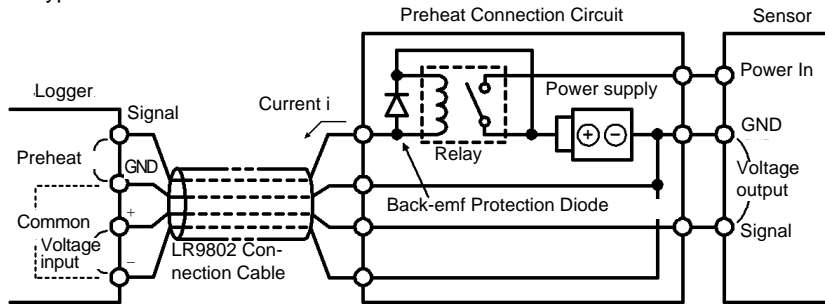 Preheat Connection Circuit
Sensor
Logger
Signal
Current i
Power supply
Power In
Preheat
GND
Relay
GND
Common
+
Voltage
input
−
Back-emf Protection Diode
Voltage
output
Signal
LR9802 Con-
nection Cable